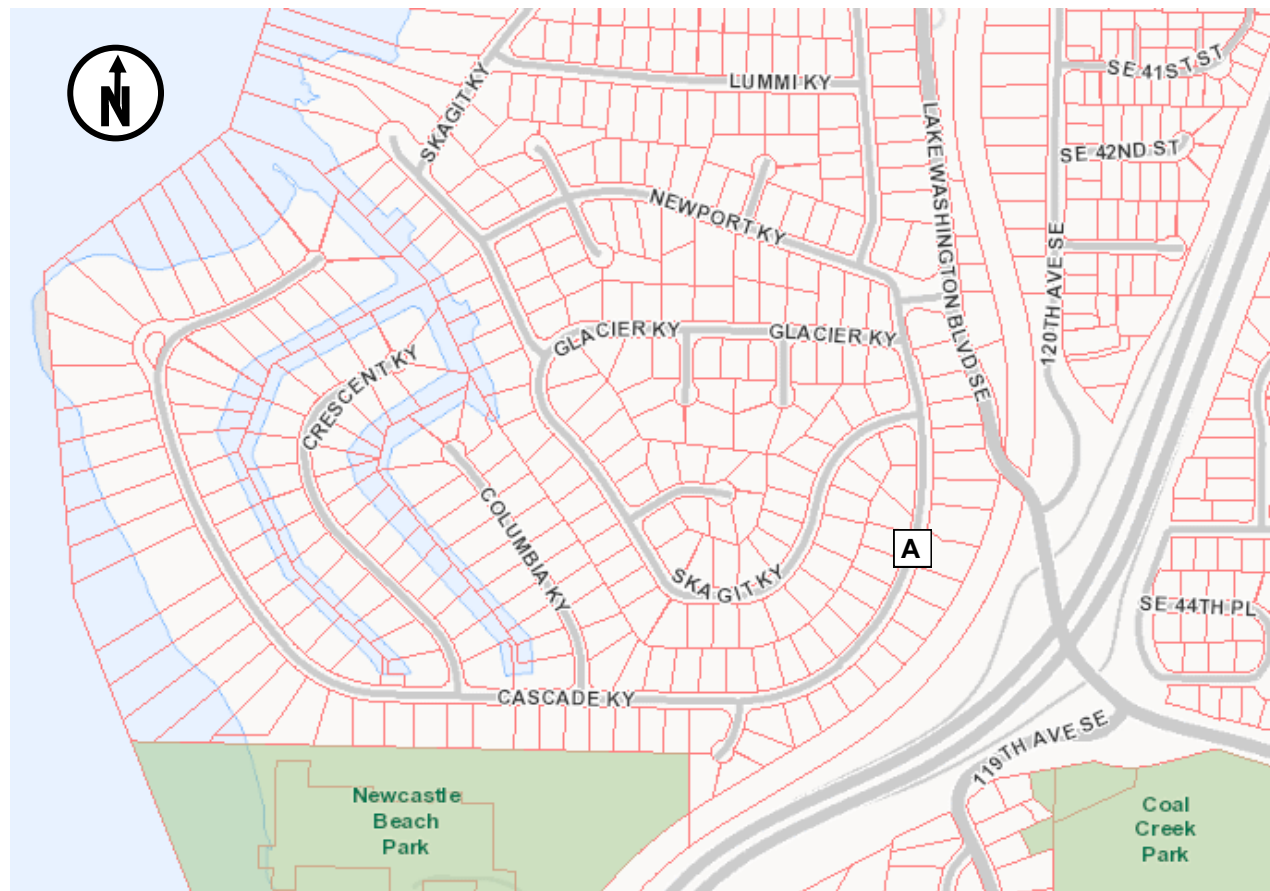 N
SE 41ST ST
LUMMI KY
SKAGIT KY
LAKE WASHINGTON BLVD SE
SE 42ND ST
NEWPORT KY
120TH AVE SE
GLACIER KY
GLACIER KY
CRESCENT KY
COLUMBIA KY
A
SKAGIT KY
SE 44TH PL
CASCADE KY
119TH AVE SE
Newcastle
Beach
Park
Coal
Creek
Park